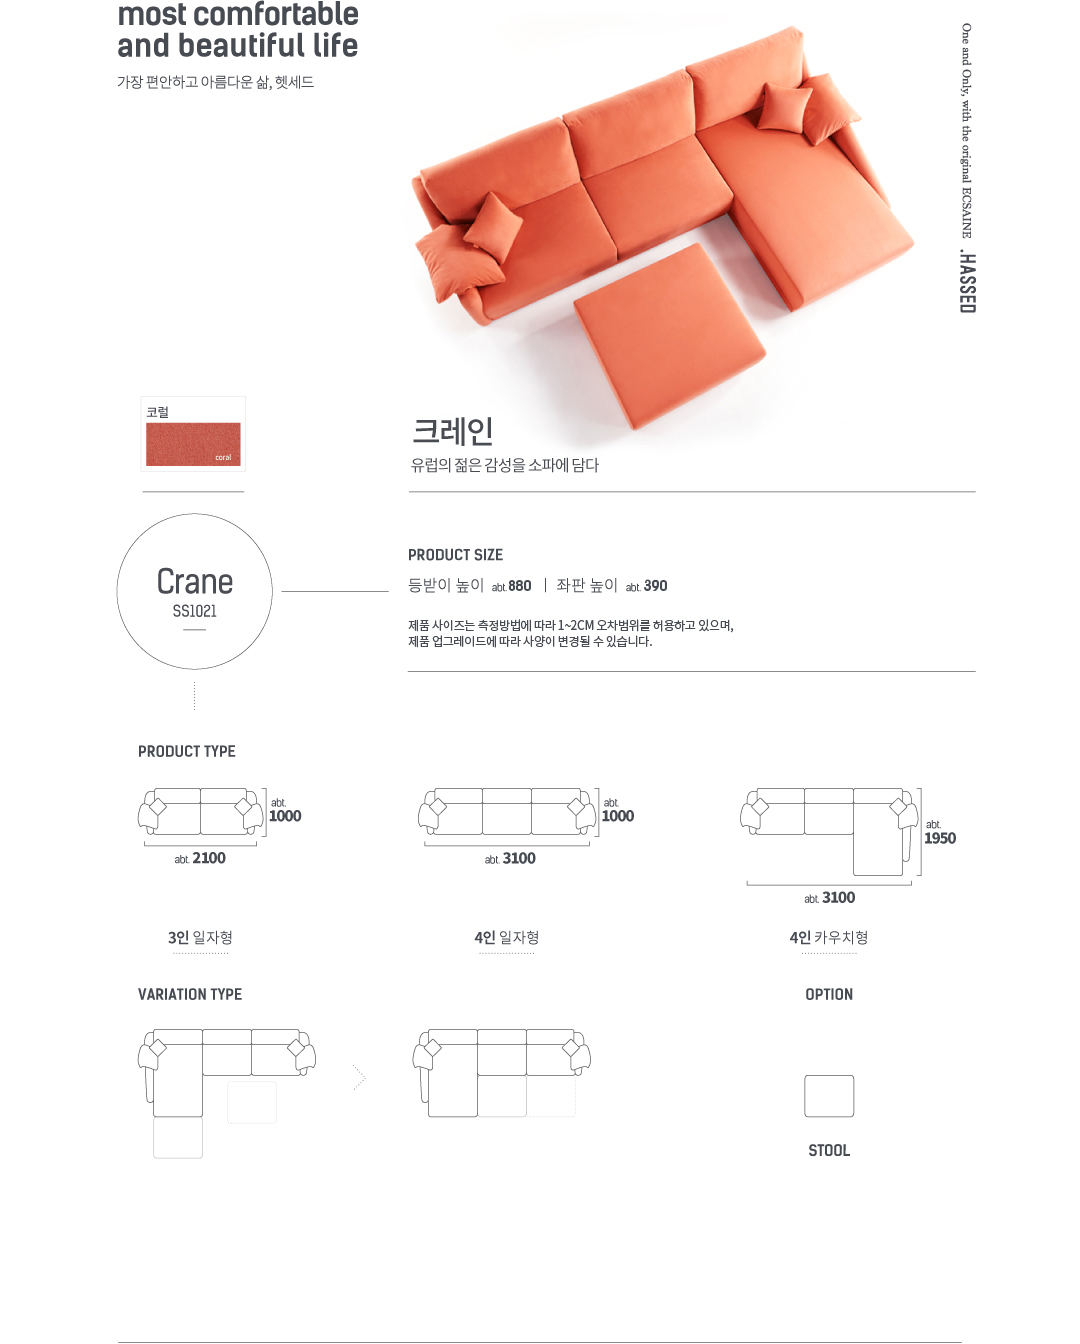 most comfortable
and beautiful life
가장 편안하고 아름다운 삶, 헷세드
One and Only, with the original ECSAINE .HASSED
코럴
coral
크레인
유럽의 젊은 감성을 소파에 담다
Crane
SS1021
PRODUCT SIZE
등받이 높이 abt.880 | 좌판 높이 abt. 390
제품 사이즈는 측정방법에 따라 1~2CM 오차범위를 허용하고 있으며,
제품 업그레이드에 따라 사양이 변경될 수 있습니다.
PRODUCT TYPE
abt.
1000
abt. 2100
3인 일자형
abt.
1000
abt. 3100
4인 일자형
abt.
1950
abt. 3100
4인 카우치형
VARIATION TYPE
OPTION
STOOL